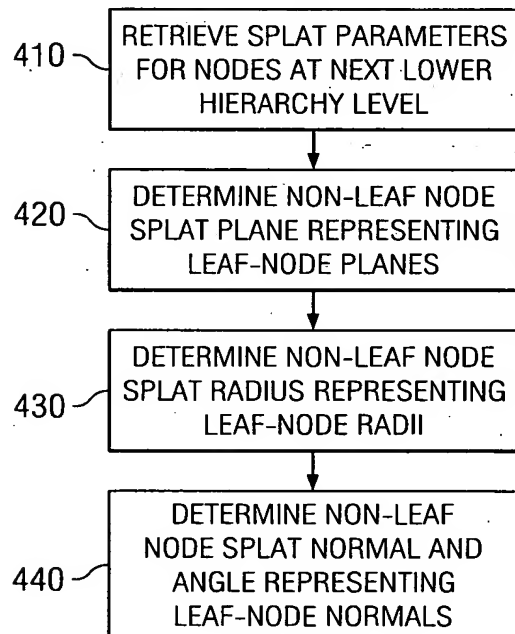 410
RETRIEVE SPLAT PARAMETERS
FOR NODES AT NEXT LOWER
HIERARCHY LEVEL
420
DETERMINE NON-LEAF NODE
SPLAT PLANE REPRESENTING
LEAF-NODE PLANES
430
DETERMINE NON-LEAF NODE
SPLAT RADIUS REPRESENTING
LEAF-NODE RADII
440
DETERMINE NON-LEAF
NODE SPLAT NORMAL AND
ANGLE REPRESENTING
LEAF-NODE NORMALS